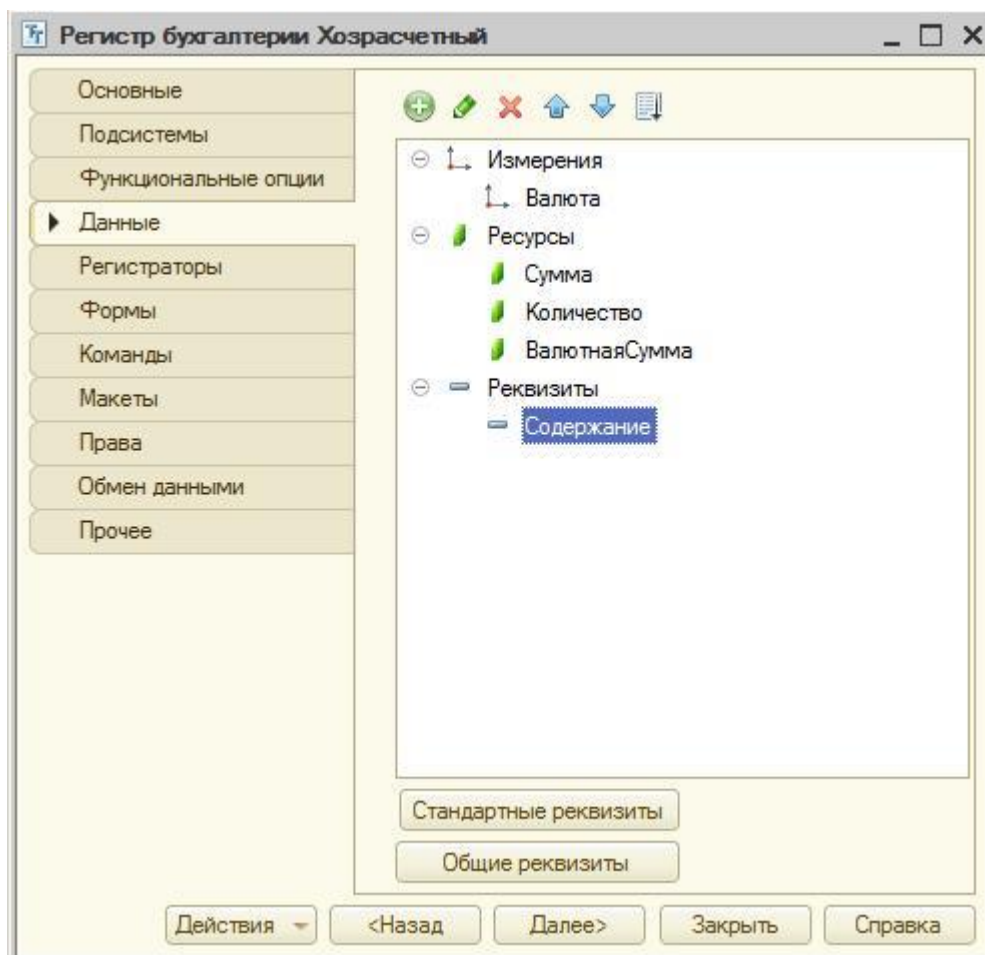 Регистр бухгалтерии Хозрасчетный
Основные
Подсистемы
Функциональные опции
Данные
Регистраторы
Формы
Команды
Макеты
Права
Обмен данными
Прочее
Измерения
Валюта
Ресурсы
Сумма
Количество
ВалютнаяСумма
Реквизиты
Содержание
Стандартные реквизиты
Общие реквизиты
Действия
<Назад
Далее>
Закрыть
Справка